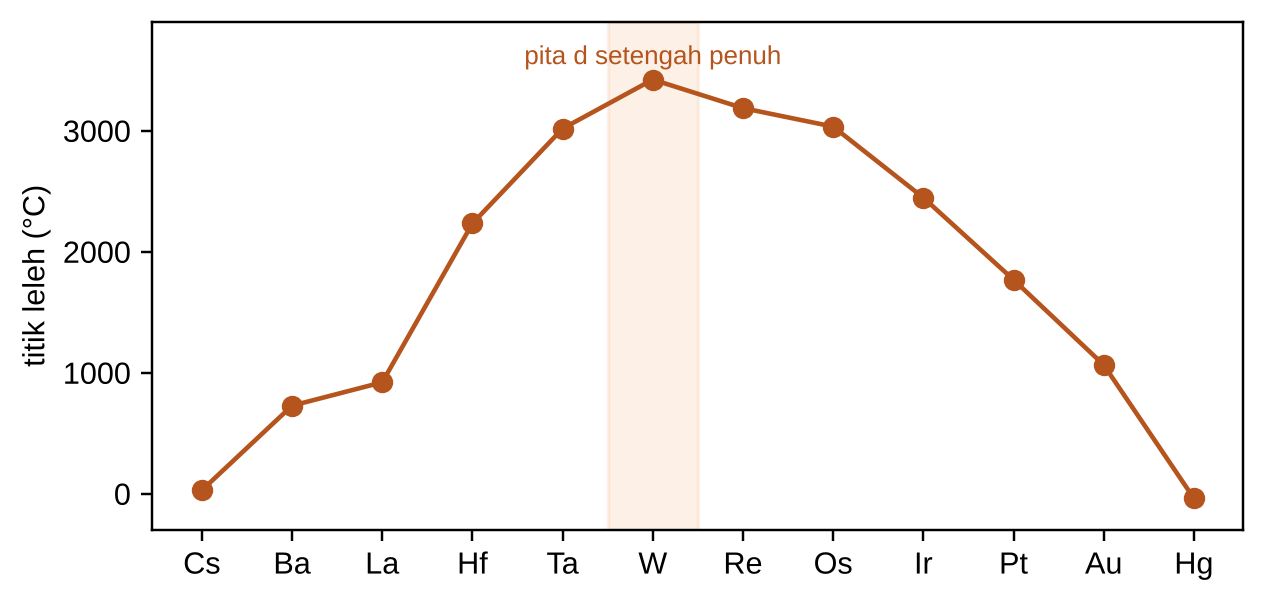 pita d setengah penuh
titik leleh (°C)
3000
2000
1000
0
Cs Ba La Hf Ta W Re Os Ir Pt Au Hg